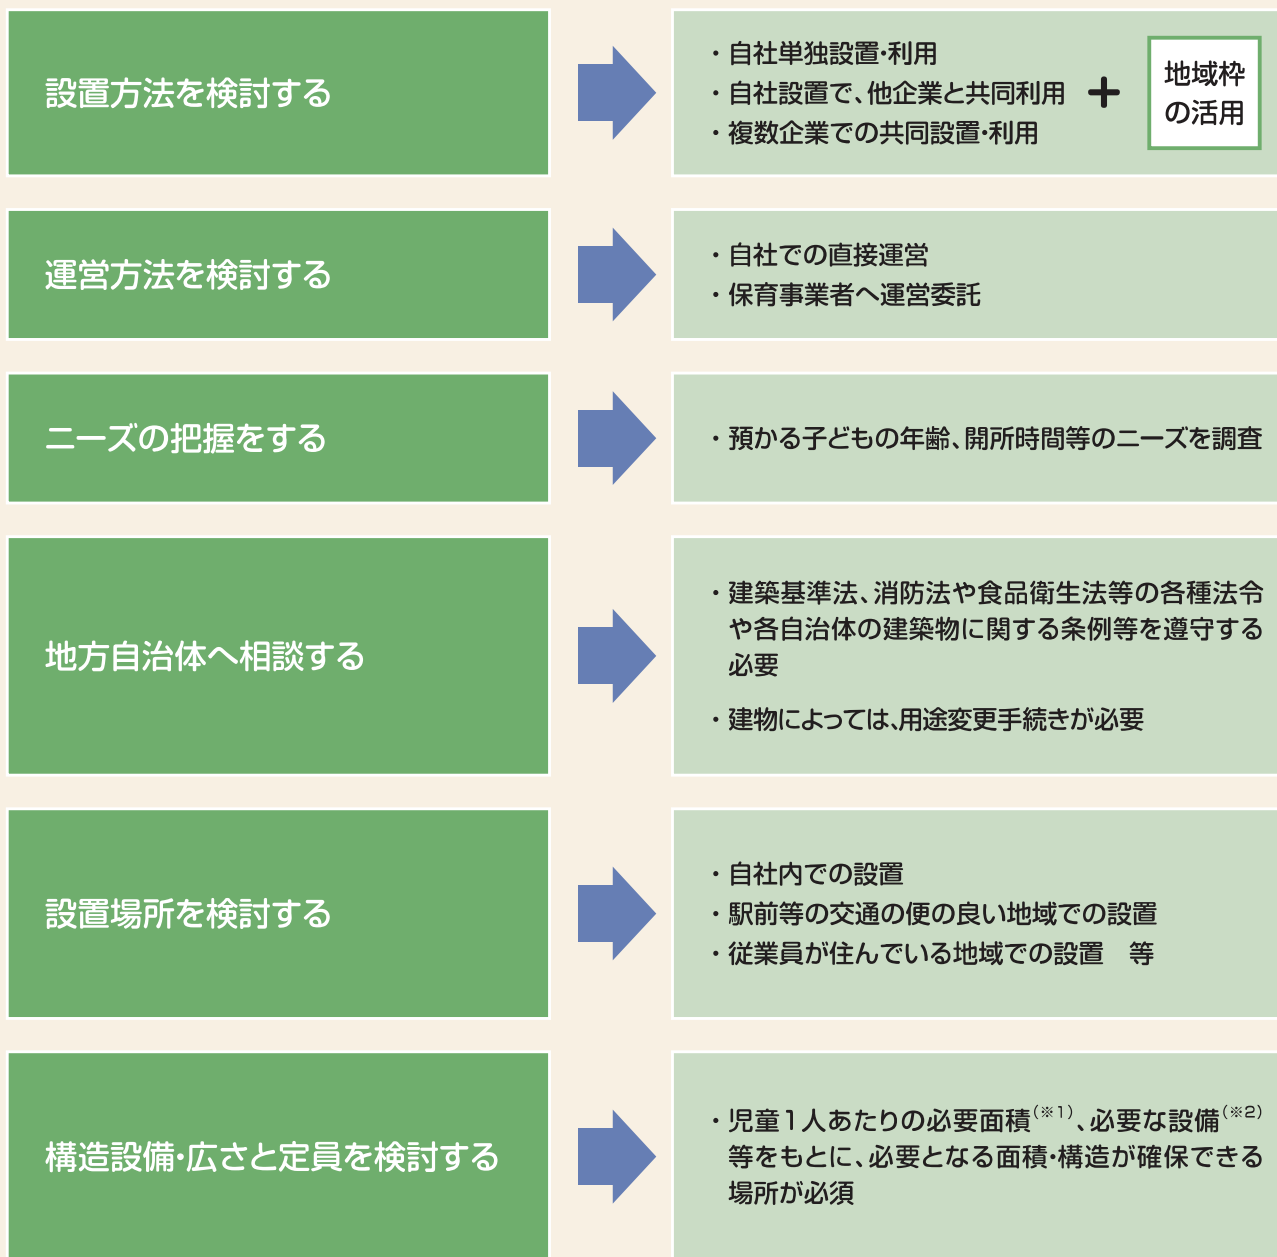 設置方法を検討する
・自社単独設置・利用
・自社設置で、他企業と共同利用
・複数企業での共同設置・利用
＋
地域枠
の活用
運営方法を検討する
・自社での直接運営
・保育事業者へ運営委託
ニーズの把握をする
・預かる子どもの年齢、開所時間等のニーズを調査
地方自治体へ相談する
・建築基準法、消防法や食品衛生法等の各種法令
や各自治体の建築物に関する条例等を遵守する
必要
・建物によっては、用途変更手続きが必要
設置場所を検討する
・自社内での設置
・駅前等の交通の便の良い地域での設置
・従業員が住んでいる地域での設置　等
構造設備・広さと定員を検討する
・児童1人あたりの必要面積(※1)、必要な設備(※2)
等をもとに、必要となる面積・構造が確保できる
場所が必須